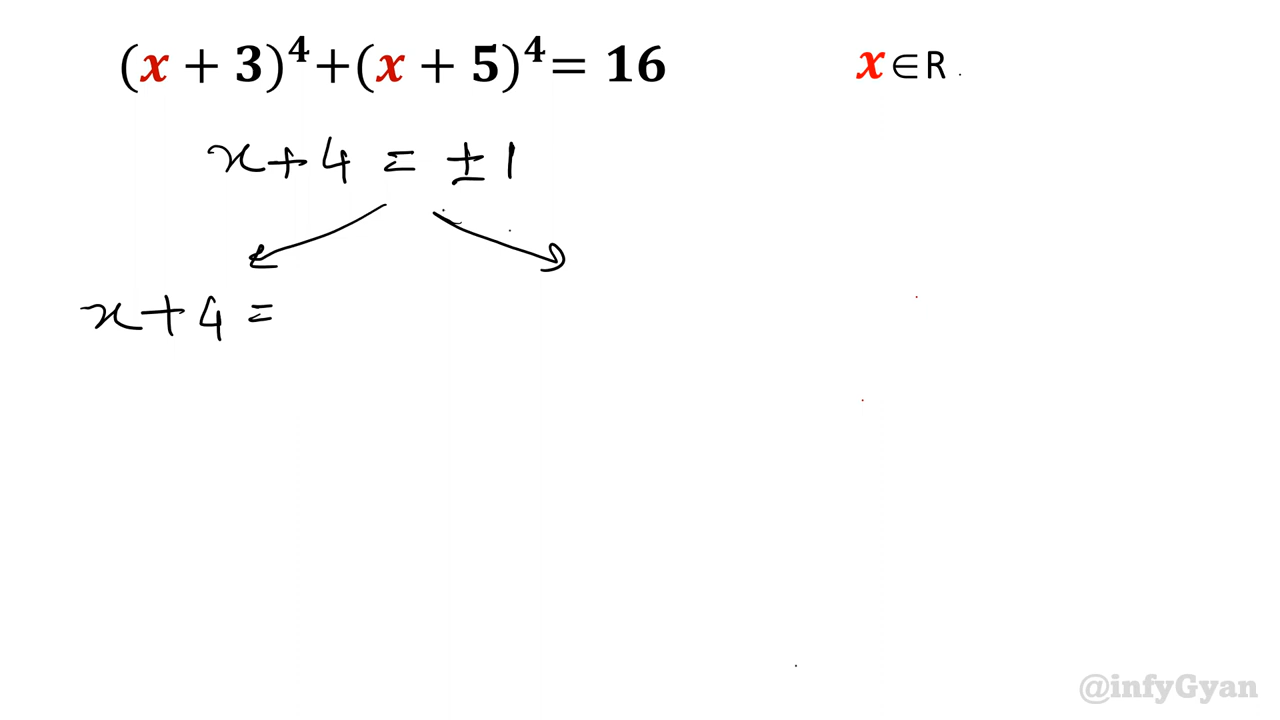 (x + 3)⁴+(x + 5)⁴= 16
x ∈ R
x + 4 = ± 1
x + 4 =
@infyGyan